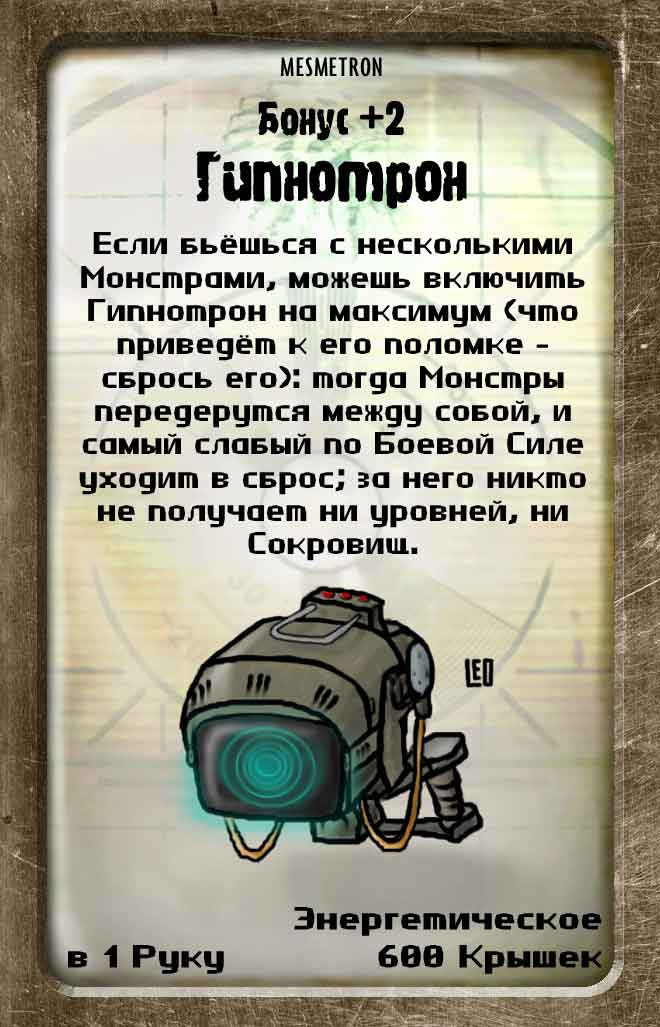 MESMETRON
Бонус +2
Гипнотрон
Если бьёшься с несколькими
Монстрами, можешь включить
Гипнотрон на максимум (что
приведёт к его поломке -
сбрось его): тогда Монстры
передерутся между собой, и
самый слабый по Боевой Силе
уходит в сброс; за него никто
не получает ни уровней, ни
Сокровищ.
LEO
Энергетическое
в 1 Руку 600 Крышек